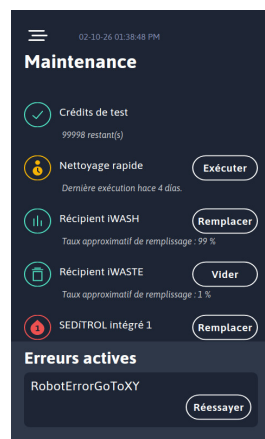 02-10-26 01:38:48 PM
Maintenance
Crédits de test
99998 restant(s)
Nettoyage rapide
Exécuter
Dernière exécution hace 4 días.
Récipient iWASH
Remplacer
Taux approximatif de remplissage : 99 %
Récipient iWASTE
Vider
Taux approximatif de remplissage : 1 %
SEDiTROL intégré 1
Remplacer
Erreurs actives
RobotErrorGoToXY
Réessayer